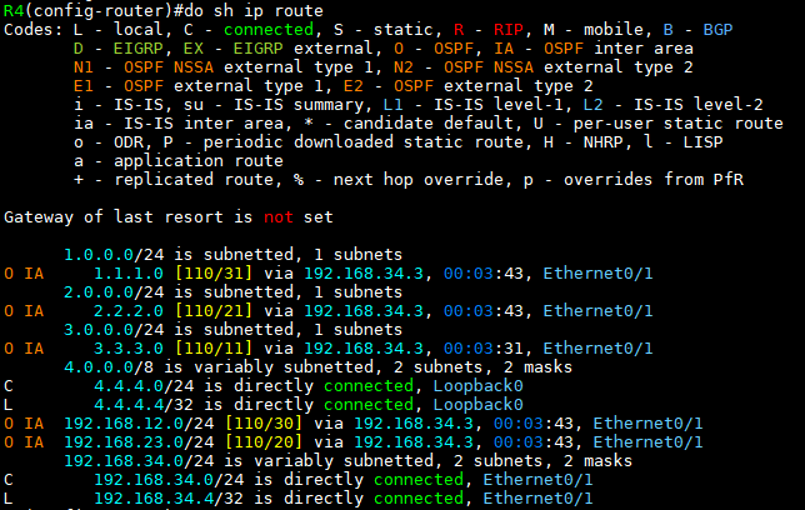 R4(config-router)#do sh ip route
Codes: L - local, C - connected, S - static, R - RIP, M - mobile, B - BGP
       D - EIGRP, EX - EIGRP external, O - OSPF, IA - OSPF inter area
       N1 - OSPF NSSA external type 1, N2 - OSPF NSSA external type 2
       E1 - OSPF external type 1, E2 - OSPF external type 2
       i - IS-IS, su - IS-IS summary, L1 - IS-IS level-1, L2 - IS-IS level-2
       ia - IS-IS inter area, * - candidate default, U - per-user static route
       o - ODR, P - periodic downloaded static route, H - NHRP, l - LISP
       a - application route
       + - replicated route, % - next hop override, p - overrides from PfR
Gateway of last resort is not set
      1.0.0.0/24 is subnetted, 1 subnets
O IA     1.1.1.0 [110/31] via 192.168.34.3, 00:03:43, Ethernet0/1
      2.0.0.0/24 is subnetted, 1 subnets
O IA     2.2.2.0 [110/21] via 192.168.34.3, 00:03:43, Ethernet0/1
      3.0.0.0/24 is subnetted, 1 subnets
O IA     3.3.3.0 [110/11] via 192.168.34.3, 00:03:31, Ethernet0/1
      4.0.0.0/8 is variably subnetted, 2 subnets, 2 masks
C        4.4.4.0/24 is directly connected, Loopback0
L        4.4.4.4/32 is directly connected, Loopback0
O IA  192.168.12.0/24 [110/30] via 192.168.34.3, 00:03:43, Ethernet0/1
O IA  192.168.23.0/24 [110/20] via 192.168.34.3, 00:03:43, Ethernet0/1
      192.168.34.0/24 is variably subnetted, 2 subnets, 2 masks
C        192.168.34.0/24 is directly connected, Ethernet0/1
L        192.168.34.4/32 is directly connected, Ethernet0/1